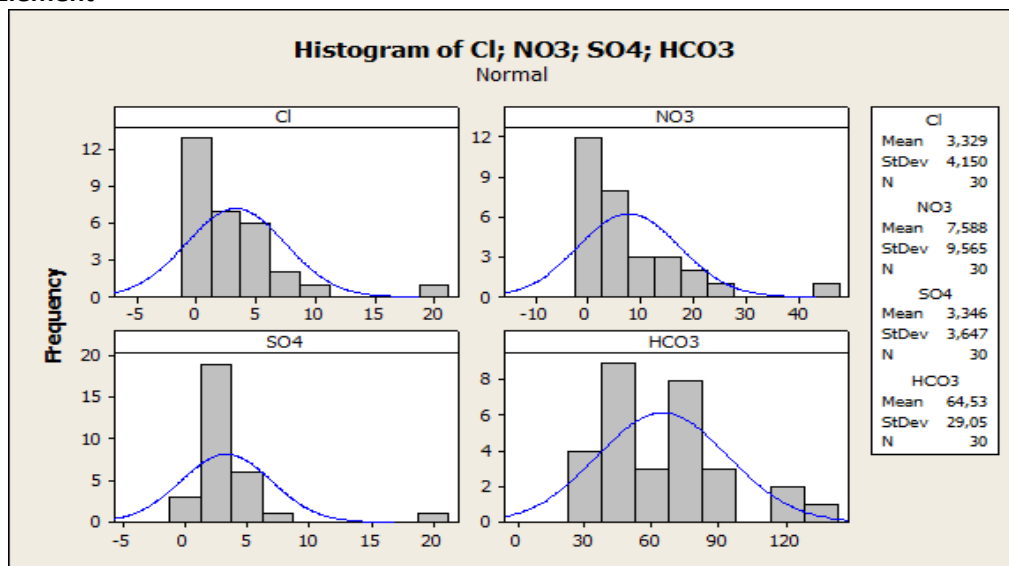 Element
Histogram of Cl; NO3; SO4; HCO3
Normal
Frequency
Cl
12
9
6
3
0
-5 0 5 10 15 20
NO3
12
9
6
3
0
-10 0 10 20 30 40
SO4
20
15
10
5
0
-5 0 5 10 15 20
HCO3
8
6
4
2
0
0 30 60 90 120
Cl
Mean 3,329
StDev 4,150
N 30
NO3
Mean 7,588
StDev 9,565
N 30
SO4
Mean 3,346
StDev 3,647
N 30
HCO3
Mean 64,53
StDev 29,05
N 30